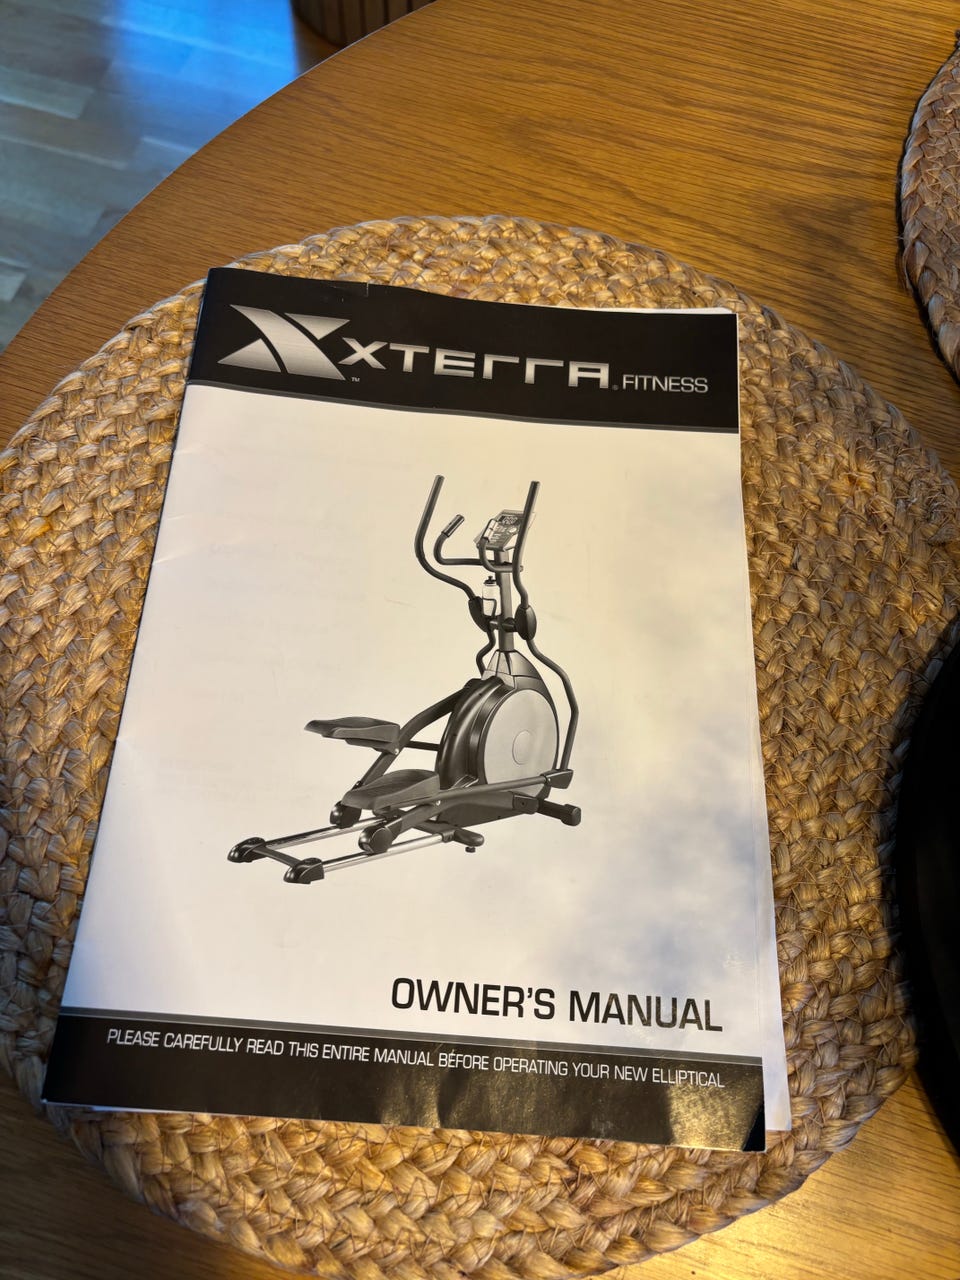 XTERRA FITNESS
OWNER'S MANUAL
PLEASE CAREFULLY READ THIS ENTIRE MANUAL BEFORE OPERATING YOUR NEW ELLIPTICAL